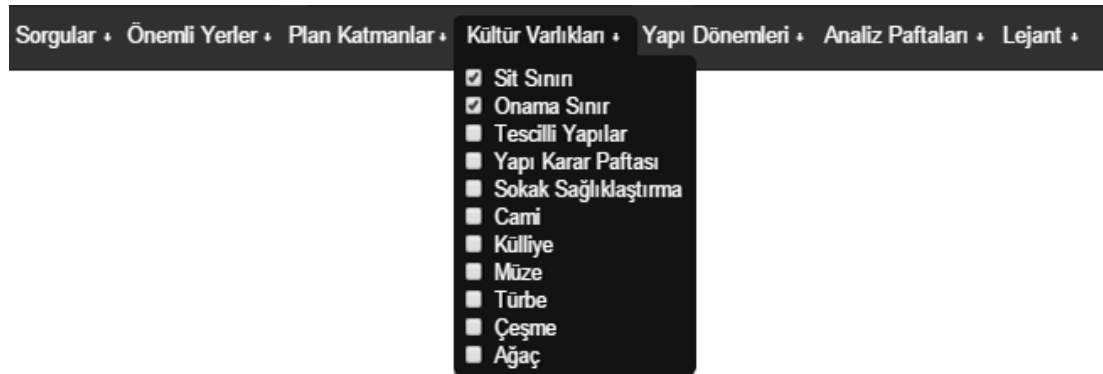 Sorgular ↓ Önemli Yerler ↓ Plan Katmanlar ↓ Kültür Varlıkları ↓ Yapı Dönemleri ↓ Analiz Paftaları ↓ Lejant ↓
Sit Sınırı
Onama Sınır
Tescilli Yapılar
Yapı Karar Paftası
Sokak Sağlıklaştırma
Cami
Külliye
Müze
Türbe
Çeşme
Ağaç